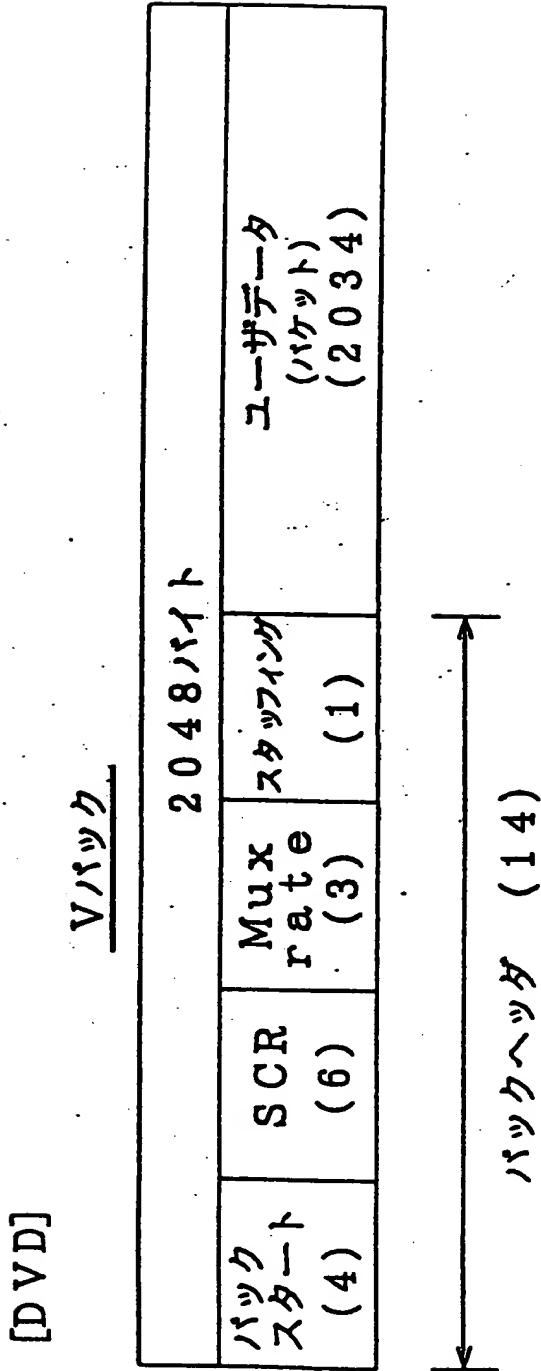 [DVD]
Vパック
2048バイト
パック
スタート
(4)
SCR
(6)
Mux
rate
(3)
スタッフィング
(1)
ユーザデータ
(パケット)
(2034)
パックヘッダ (14)